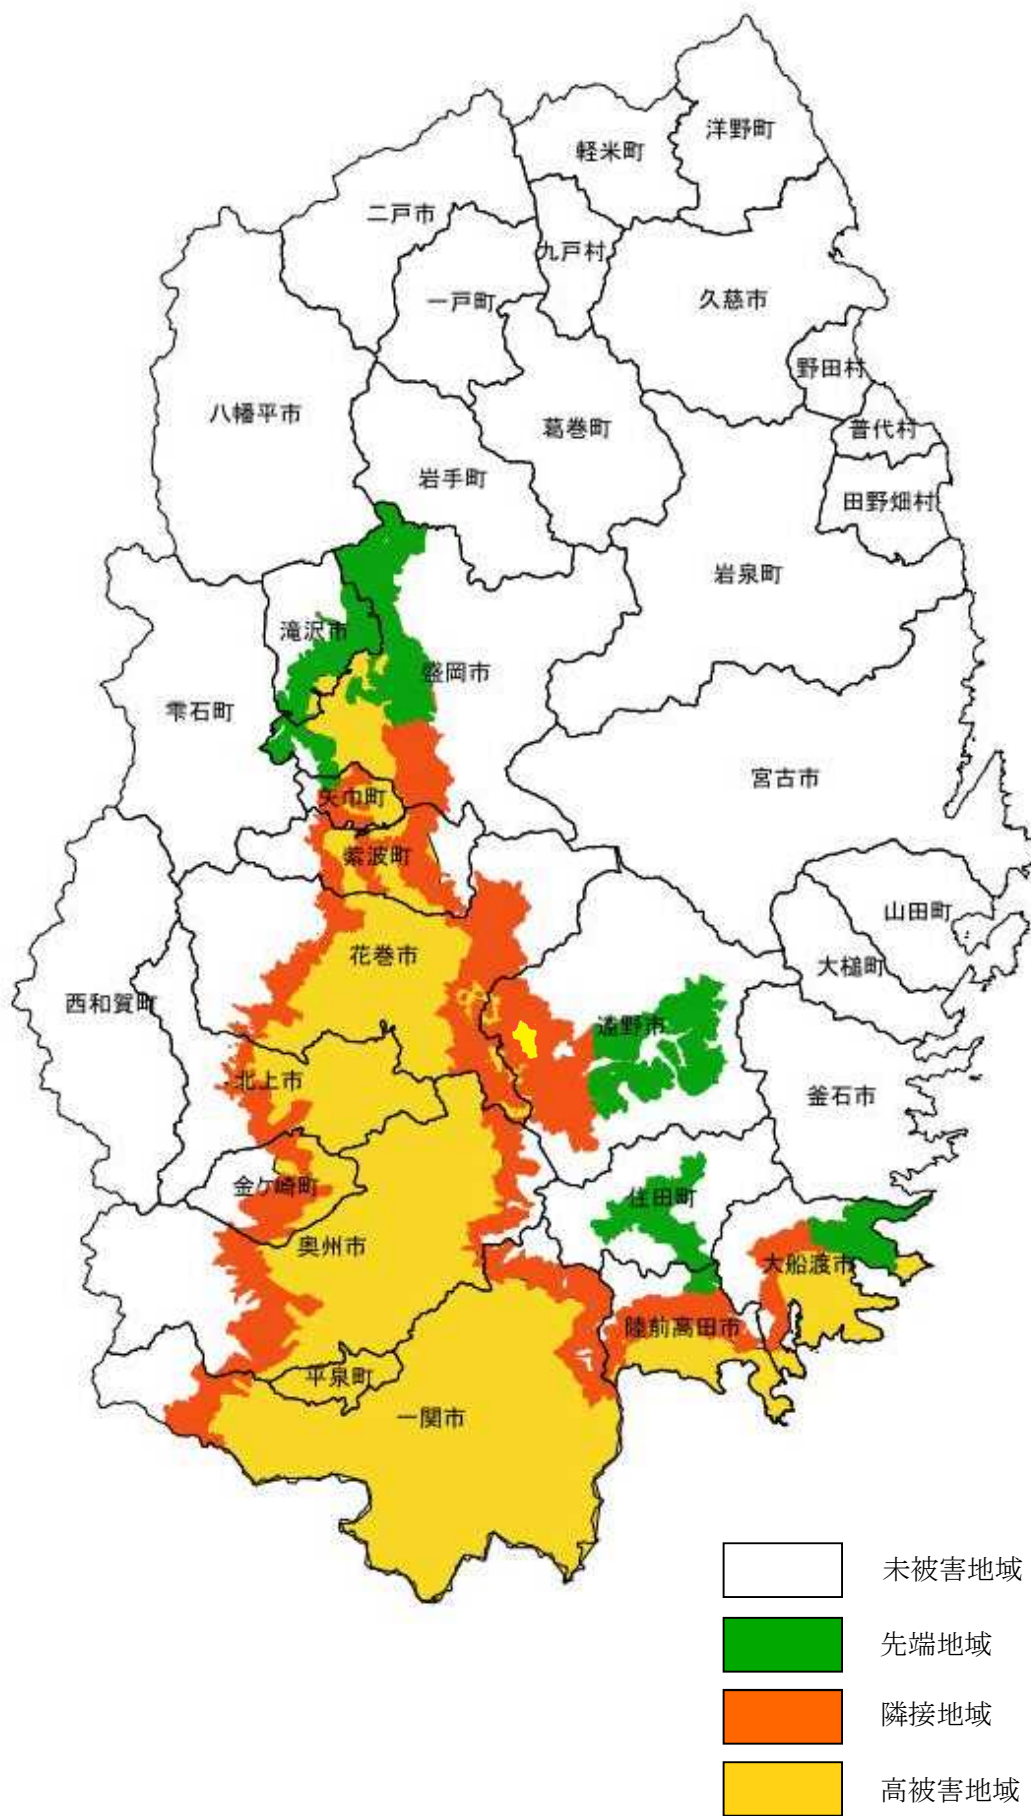 洋野町
軽米町
二戸市
九戸村
一戸町
久慈市
野田村
八幡平市
葛巻町
普代村
岩手町
田野畑村
岩泉町
滝沢市
盛岡市
雫石町
宮古市
矢巾町
紫波町
山田町
花巻市
大槌町
西和賀町
遠野市
北上市
釜石市
金ケ崎町
住田町
奥州市
大船渡市
陸前高田市
平泉町
一関市
未被害地域
先端地域
隣接地域
高被害地域